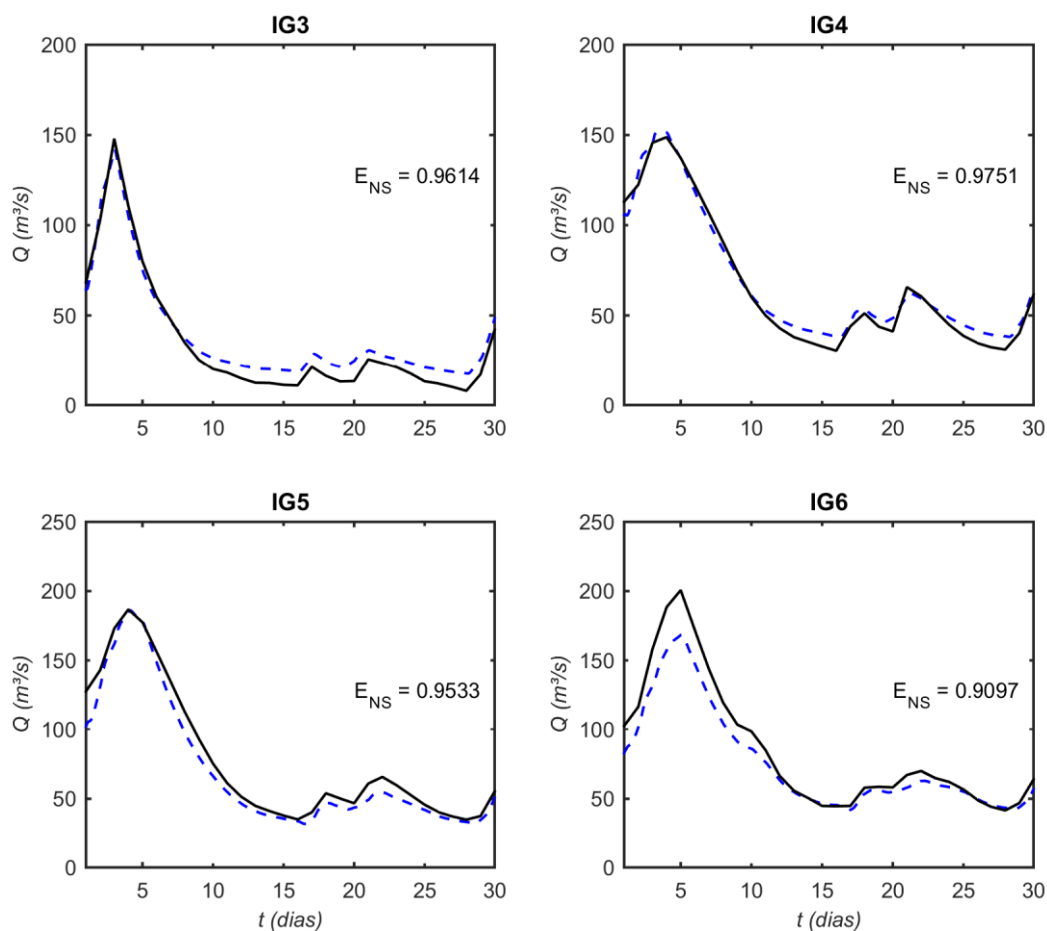 IG3
200
150
100
50
0
Q (m³/s)
E_NS = 0.9614
5 10 15 20 25 30
IG4
200
150
100
50
0
Q (m³/s)
E_NS = 0.9751
5 10 15 20 25 30
IG5
250
200
150
100
50
0
Q (m³/s)
E_NS = 0.9533
5 10 15 20 25 30
t (dias)
IG6
250
200
150
100
50
0
Q (m³/s)
E_NS = 0.9097
5 10 15 20 25 30
t (dias)